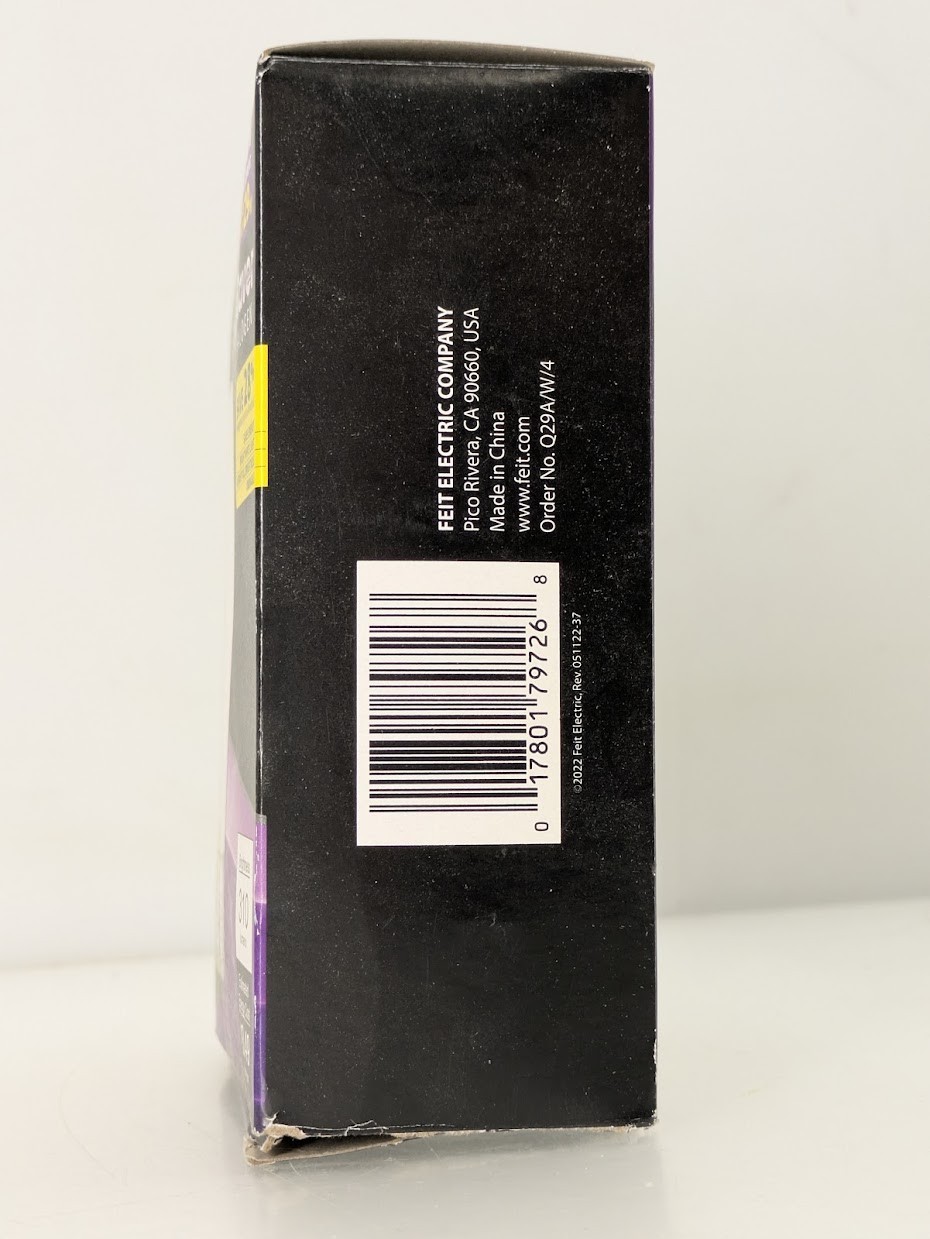 FEIT ELECTRIC COMPANY
Pico Rivera, CA 90660, USA
Made in China
www.feit.com
Order No. Q29A/W/4
0 17801 79726 8
©2022 Feit Electric, Rev. 051122-37
310